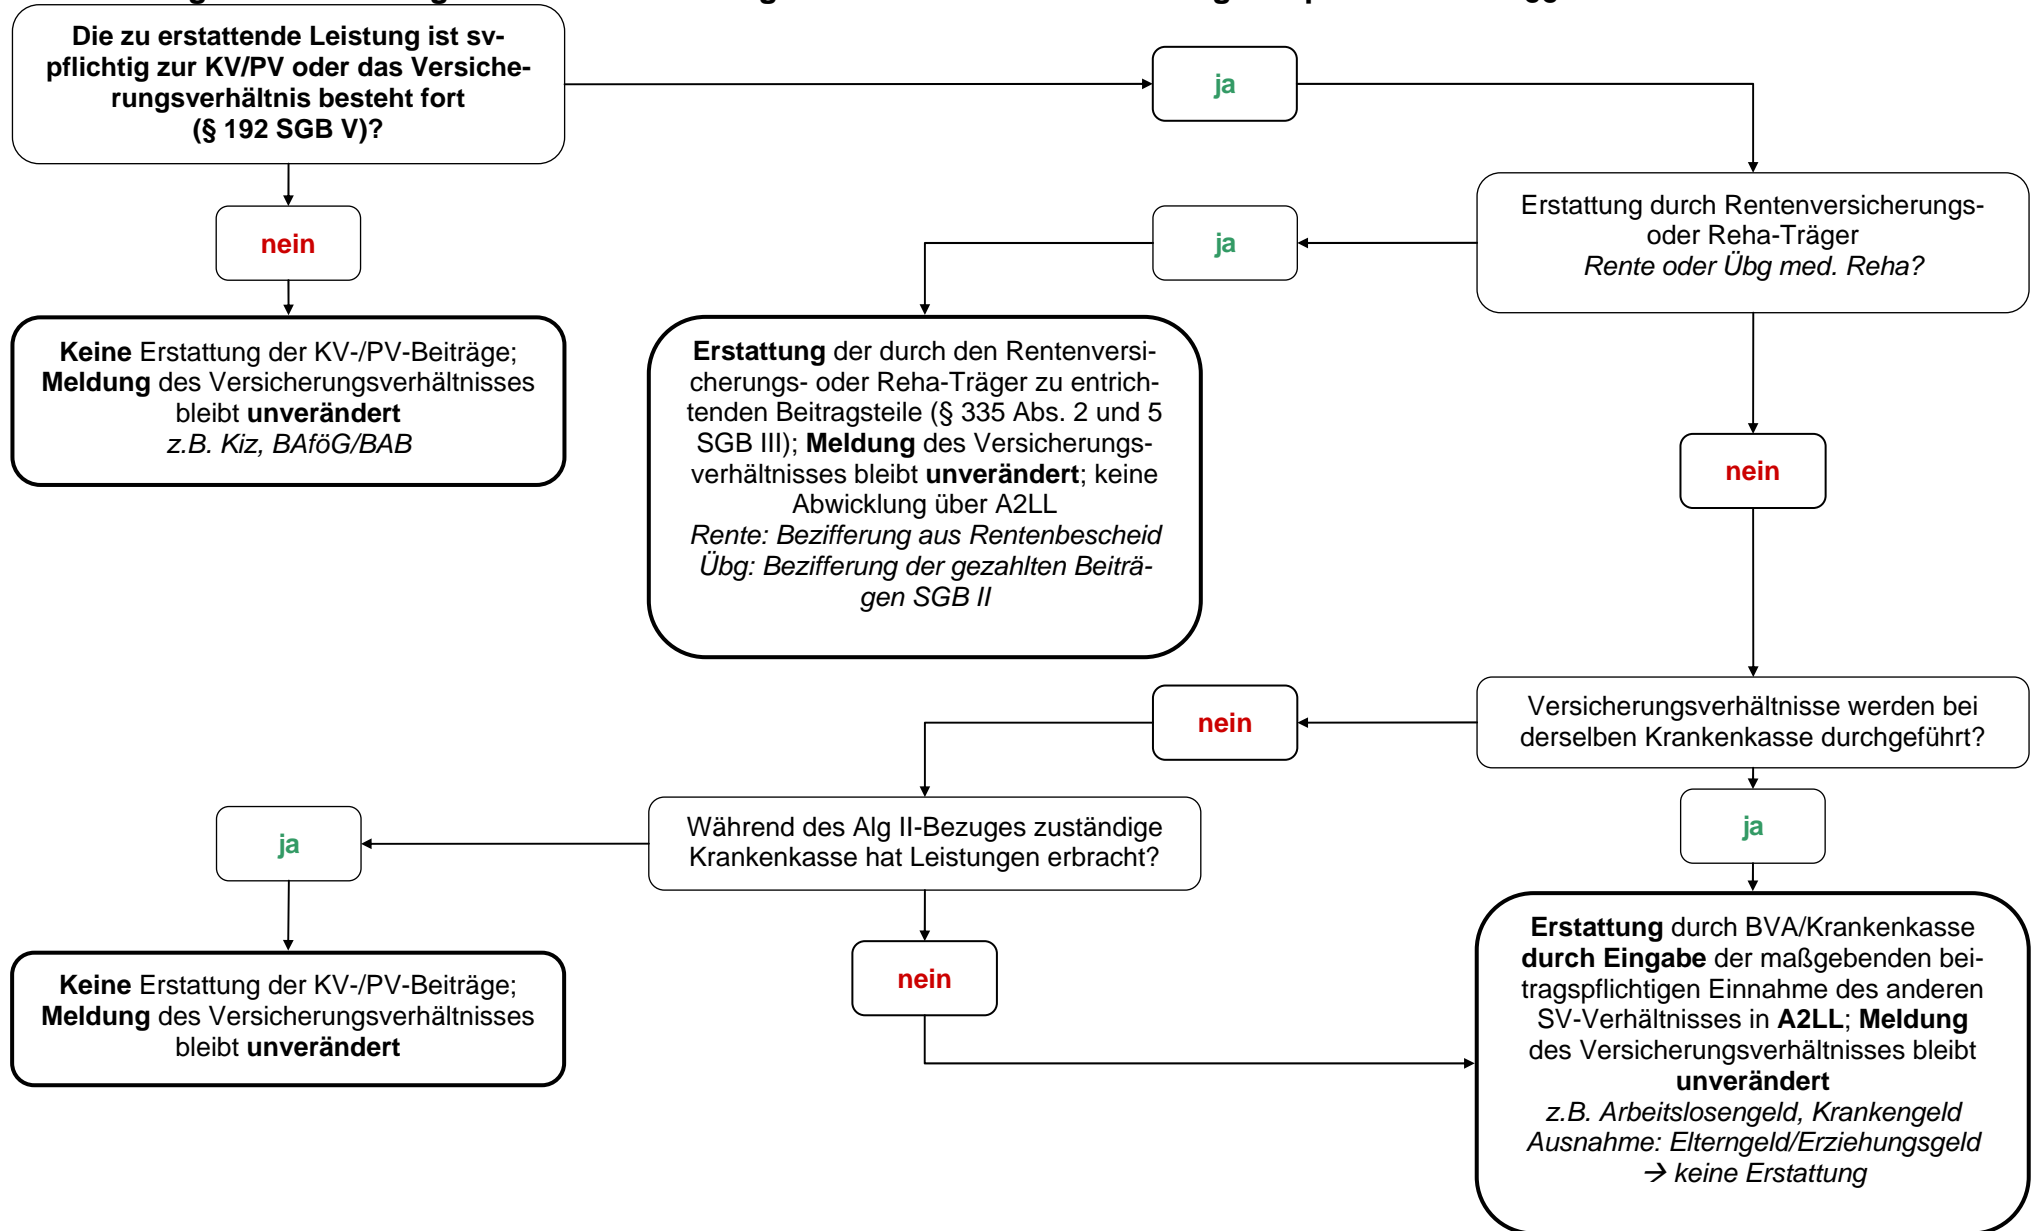 Die zu erstattende Leistung ist sv-
pflichtig zur KV/PV oder das Versiche-
rungsverhältnis besteht fort
(§ 192 SGB V)?
ja
nein
ja
Erstattung durch Rentenversicherungs-
oder Reha-Träger
Rente oder Übg med. Reha?
Keine Erstattung der KV-/PV-Beiträge;
Meldung des Versicherungsverhältnisses
bleibt unverändert
z.B. Kiz, BAföG/BAB
Erstattung der durch den Rentenversi-
cherungs- oder Reha-Träger zu entrich-
tenden Beitragsteile (§ 335 Abs. 2 und 5
SGB III); Meldung des Versicherungs-
verhältnisses bleibt unverändert; keine
Abwicklung über A2LL
Rente: Bezifferung aus Rentenbescheid
Übg: Bezifferung der gezahlten Beiträ-
gen SGB II
nein
nein
Versicherungsverhältnisse werden bei
derselben Krankenkasse durchgeführt?
ja
Während des Alg II-Bezuges zuständige
Krankenkasse hat Leistungen erbracht?
ja
Keine Erstattung der KV-/PV-Beiträge;
Meldung des Versicherungsverhältnisses
bleibt unverändert
nein
Erstattung durch BVA/Krankenkasse
durch Eingabe der maßgebenden bei-
tragspflichtigen Einnahme des anderen
SV-Verhältnisses in A2LL; Meldung
des Versicherungsverhältnisses bleibt
unverändert
z.B. Arbeitslosengeld, Krankengeld
Ausnahme: Elterngeld/Erziehungsgeld
→ keine Erstattung